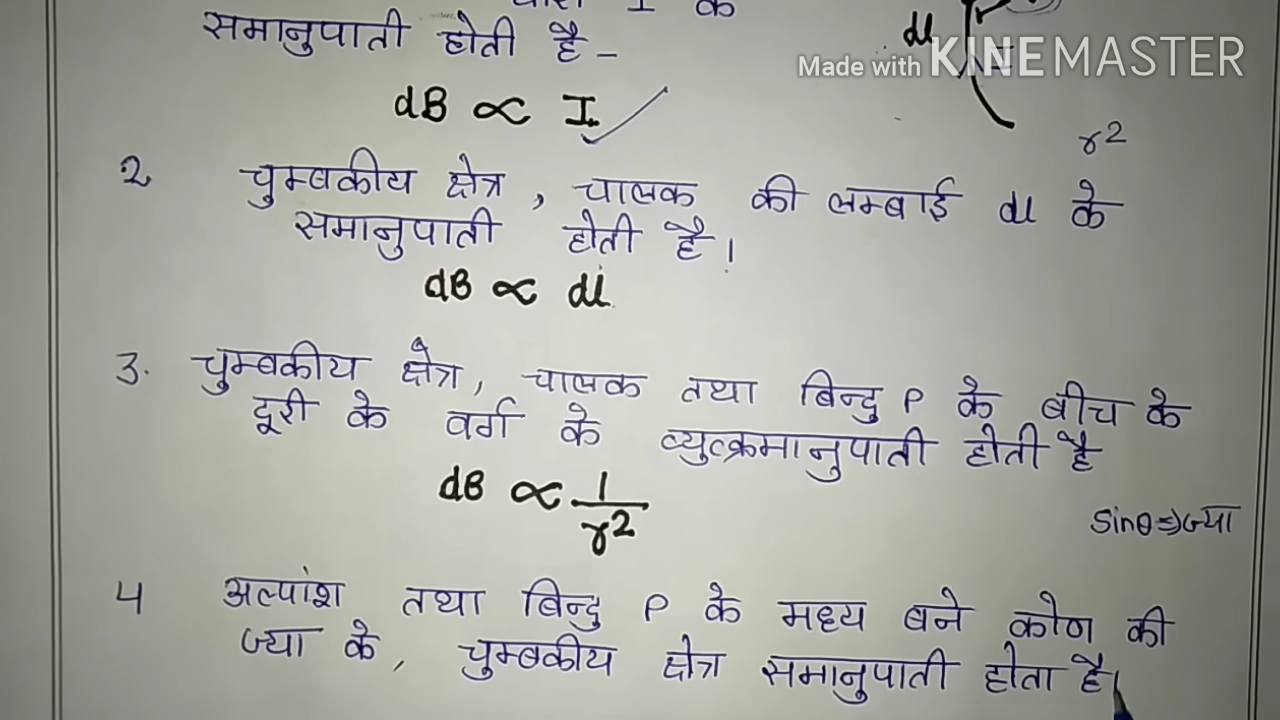 I के
समानुपाती होती है –
dl
Made with KINEMASTER
dB ∝ I
r2
2 चुम्बकीय क्षेत्र , चालक की लम्बाई dl के
समानुपाती होती है।
dB ∝ dl
3. चुम्बकीय क्षेत्र, चालक तथा बिन्दु P के बीच के
दूरी के वर्ग के व्युत्क्रमानुपाती होती है
dB ∝ 1/r2
sinθ⇒ज्या
4 अल्पांश तथा बिन्दु P के मध्य बने कोण की
ज्या के, चुम्बकीय क्षेत्र समानुपाती होता है।